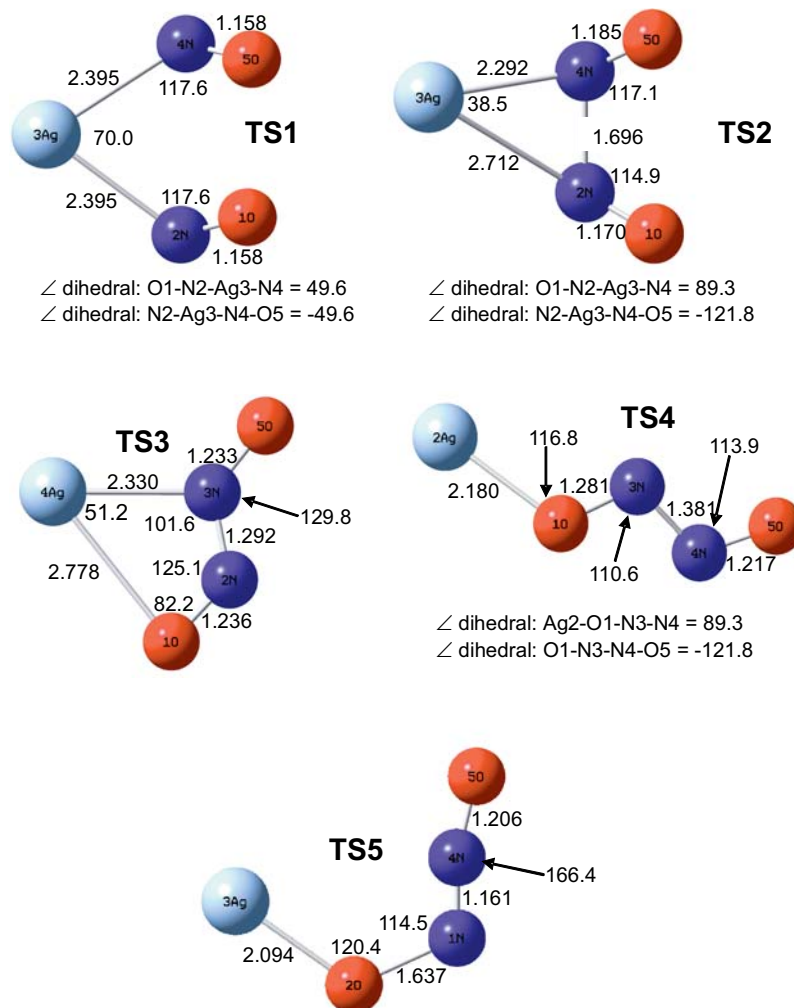 1.158
4N
5O
2.395
117.6
3Ag
70.0
TS1
2.395
117.6
1O
2N
1.158
∠ dihedral: O1-N2-Ag3-N4 = 49.6
∠ dihedral: N2-Ag3-N4-O5 = -49.6
1.185
5O
4N
2.292
117.1
3Ag
38.5
1.696
TS2
2.712
114.9
2N
1.170
1O
∠ dihedral: O1-N2-Ag3-N4 = 89.3
∠ dihedral: N2-Ag3-N4-O5 = -121.8
TS3
5O
1.233
4Ag
2.330
3N
51.2
101.6
129.8
1.292
2.778
125.1
2N
82.2
1.236
1O
TS4
2Ag
116.8
113.9
3N
2.180
1.281
1.381
1O
5O
4N
110.6
1.217
∠ dihedral: Ag2-O1-N3-N4 = 89.3
∠ dihedral: O1-N3-N4-O5 = -121.8
5O
1.206
TS5
4N
166.4
1.161
3Ag
114.5
1N
120.4
2.094
1.637
2O